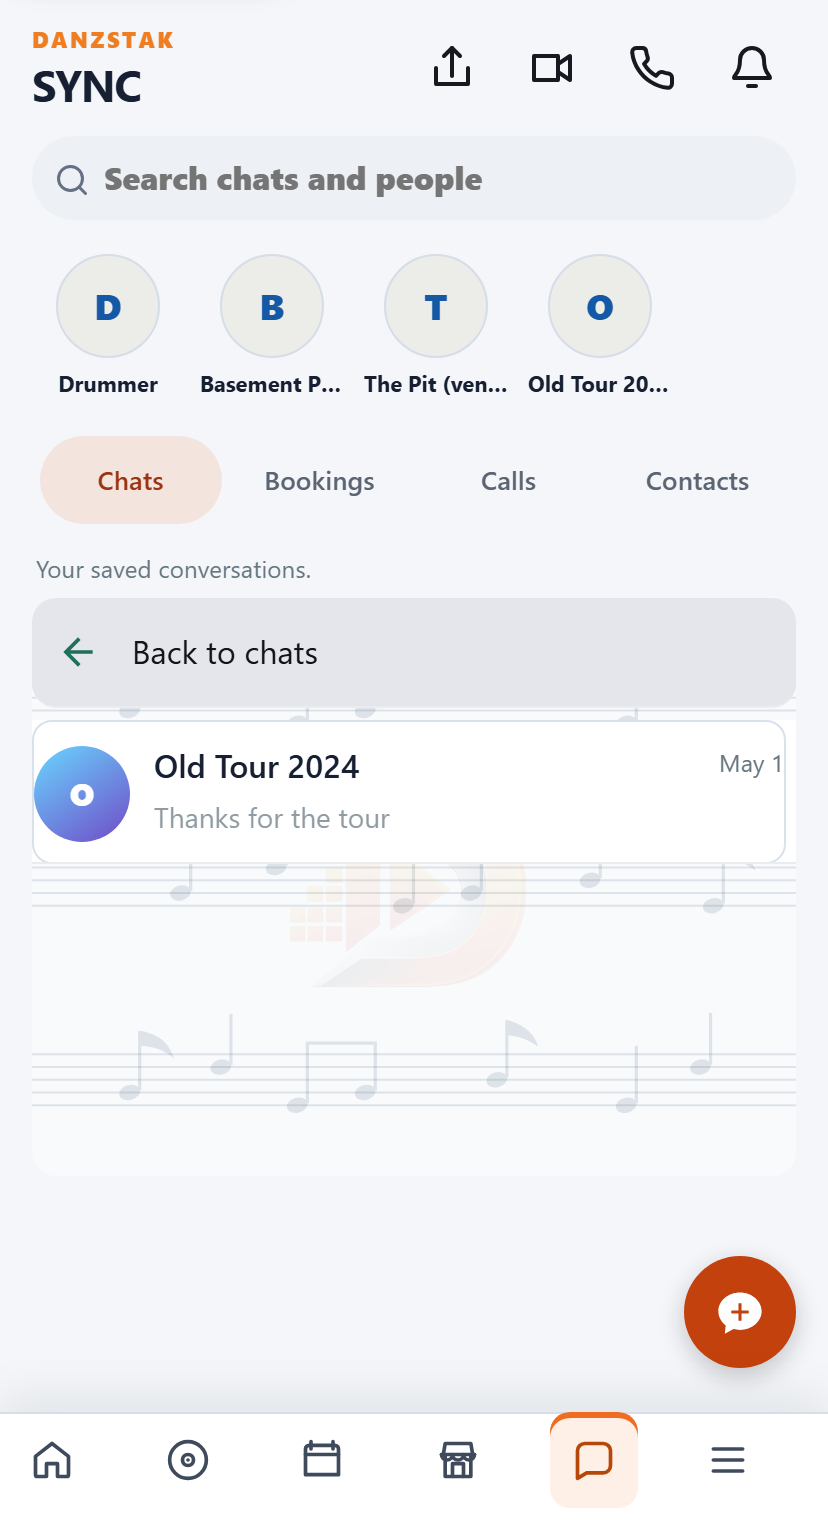 DANZSTAK
SYNC
Search chats and people
D
B
T
O
Drummer
Basement P...
The Pit (ven...
Old Tour 20...
Chats
Bookings
Calls
Contacts
Your saved conversations.
Back to chats
O
Old Tour 2024
May 1
Thanks for the tour